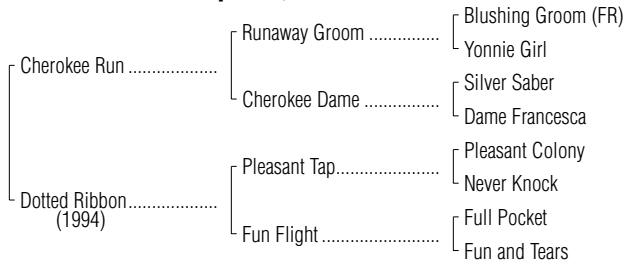 Blushing Groom (FR)
Runaway Groom ...............
Yonnie Girl
Cherokee Run ...................
Silver Saber
Cherokee Dame ................
Dame Francesca
Pleasant Colony
Pleasant Tap......................
Never Knock
Dotted Ribbon...................
(1994)
Full Pocket
Fun Flight .........................
Fun and Tears